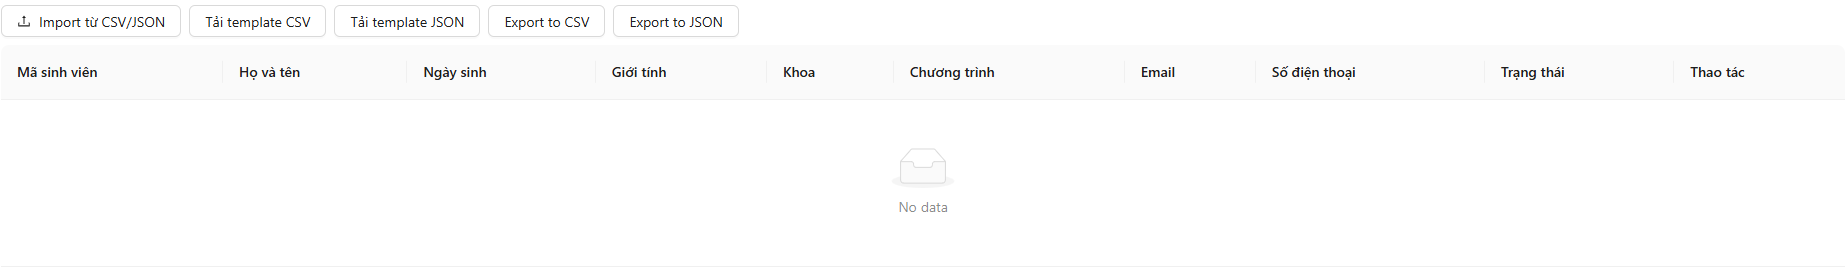 Import từ CSV/JSON Tải template CSV Tải template JSON Export to CSV Export to JSON
Mã sinh viên Họ và tên Ngày sinh Giới tính Khoa Chương trình Email Số điện thoại Trạng thái Thao tác
No data